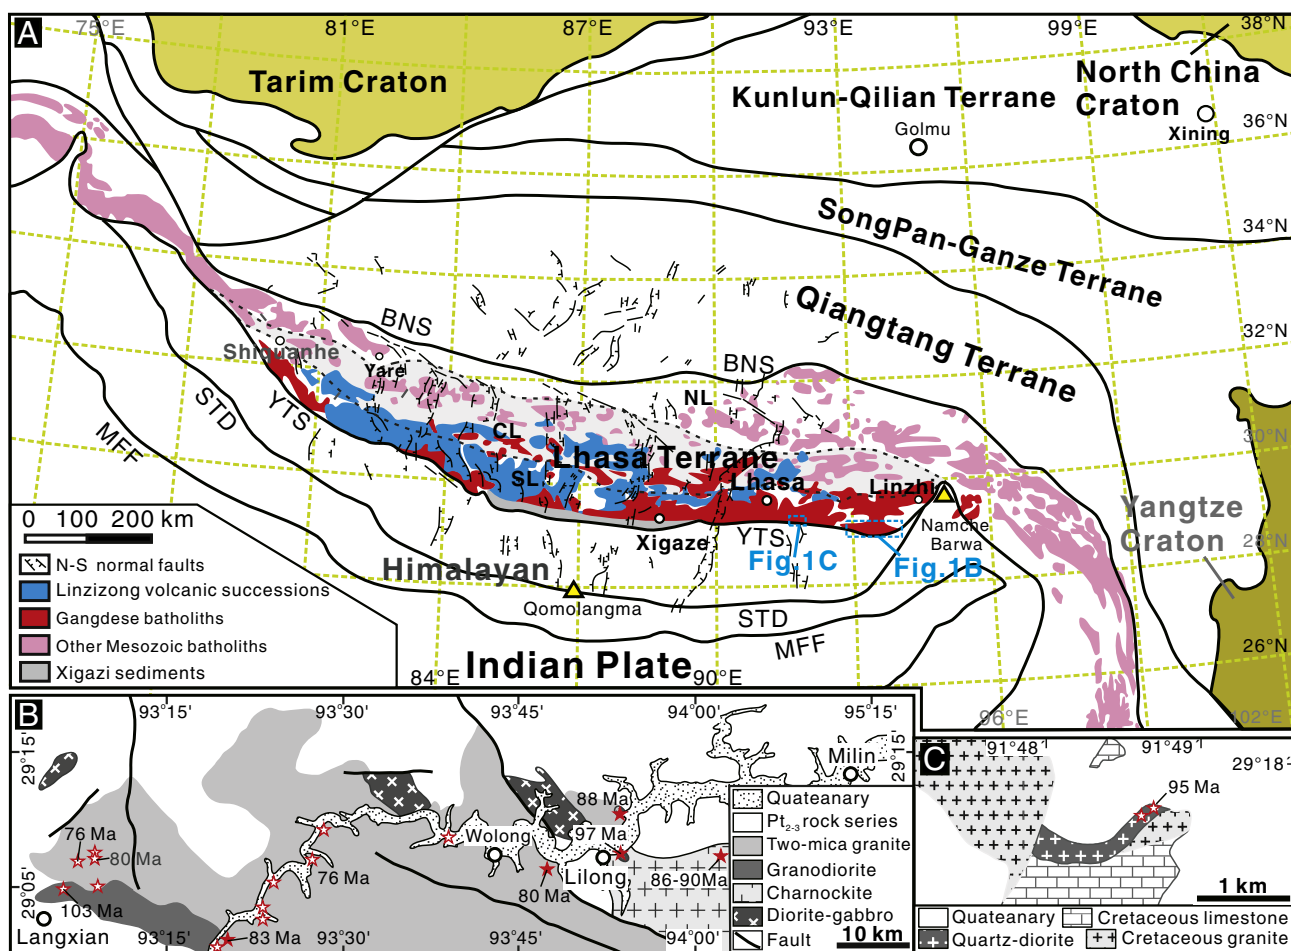 A
75°E
81°E
87°E
93°E
99°E
38°N
Tarim Craton
Kunlun-Qilian Terrane
North China
Craton
Golmu
Xining
36°N
SongPan-Ganze Terrane
34°N
Qiangtang Terrane
32°N
BNS
BNS
Shiquanhe
Yare
NL
STD
YTS
MFF
CL
Lhasa Terrane
SL
Lhasa
Linzhi
30°N
Yangtze
Craton
28°N
Namche
Barwa
Xigaze
YTS
Fig.1C
Fig.1B
Himalayan
Qomolangma
STD
MFF
Indian Plate
84°E
90°E
96°E
26°N
102°E
0 100 200 km
N-S normal faults
Linzizong volcanic successions
Gangdese batholiths
Other Mesozoic batholiths
Xigazi sediments
B
93°15′
93°30′
93°45′
94°00′
95°15′
29°15′
29°15′
Milin
88 Ma
97 Ma
Wolong
Lilong
76 Ma
80 Ma
76 Ma
80 Ma
86-90Ma
29°05′
103 Ma
Langxian
83 Ma
93°15′
93°30′
93°45′
94°00′
10 km
Quateanary
Pt2-3 rock series
Two-mica granite
Granodiorite
Charnockite
Diorite-gabbro
Fault
C
91°48′
91°49′
29°18′
95 Ma
1 km
Quateanary
Cretaceous limestone
Quartz-diorite
Cretaceous granite